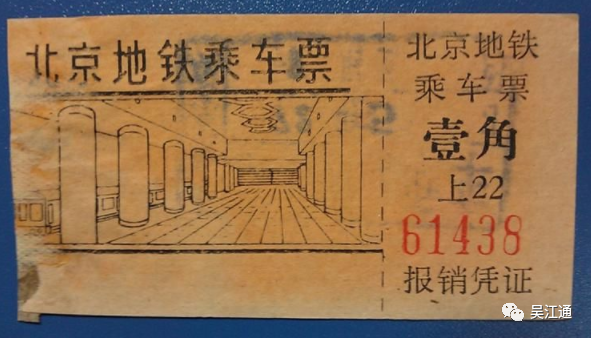 北京地铁乘车票
北京地铁
乘车票
壹角
上22
61438
报销凭证
吴江通